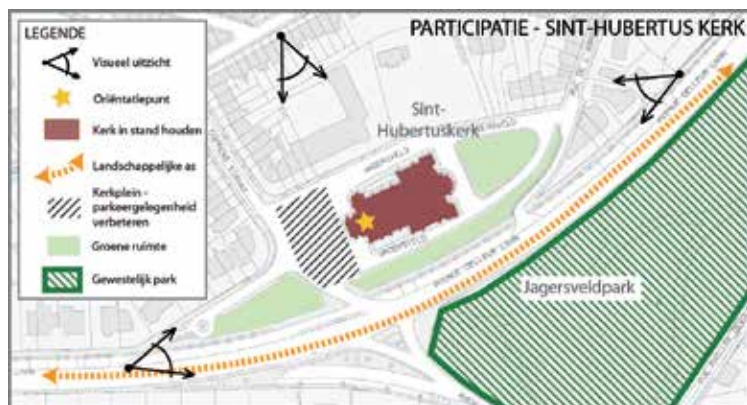 PARTICIPATIE - SINT-HUBERTUS KERK
LEGENDE
Visueel uitzicht
Oriëntatiepunt
Kerk in stand houden
Landschappelijke as
Kerkplein -
parkeergelegenheid
verbeteren
Groene ruimte
Gewestelijk park
Sint-
Hubertuskerk
Jagersveldpark